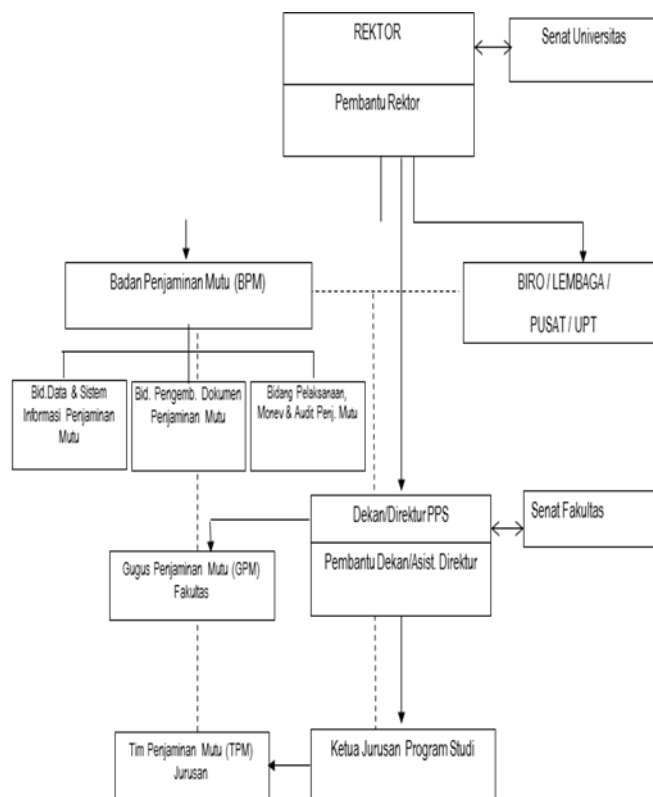 REKTOR
Senat Universitas
Pembantu Rektor
Badan Penjaminan Mutu (BPM)
BIRO / LEMBAGA /
PUSAT / UPT
Bid.Data & Sistem
Informasi Penjaminan
Mutu
Bid. Pengemb. Dokumen
Penjaminan Mutu
Bidang Pelaksanaan,
Monev & Audit Penj. Mutu
Dekan/Direktur PPS
Senat Fakultas
Pembantu Dekan/Asist. Direktur
Gugus Penjaminan Mutu (GPM)
Fakultas
Tim Penjaminan Mutu (TPM)
Jurusan
Ketua Jurusan Program Studi